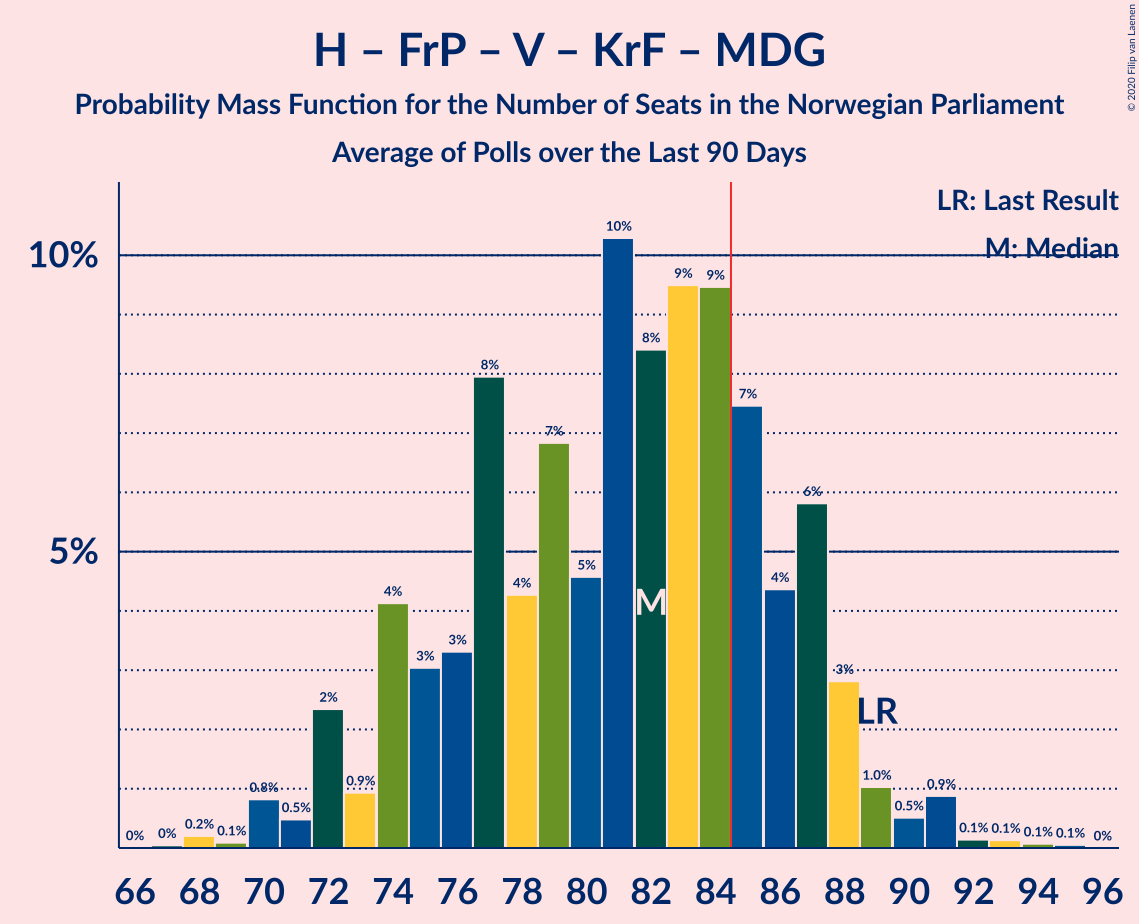 H – FrP – V – KrF – MDG
Probability Mass Function for the Number of Seats in the Norwegian Parliament
Average of Polls over the Last 90 Days
© 2020 Filip van Laenen
LR: Last Result
M: Median
10%
5%
0% 0% 0.2% 0.1% 0.8% 0.5% 2% 0.9% 4% 3% 3% 8% 4% 7% 5% 10% 8% 9% 9% 7% 4% 6% 3% 1.0% 0.5% 0.9% 0.1% 0.1% 0.1% 0.1% 0%
M
LR
66 68 70 72 74 76 78 80 82 84 86 88 90 92 94 96